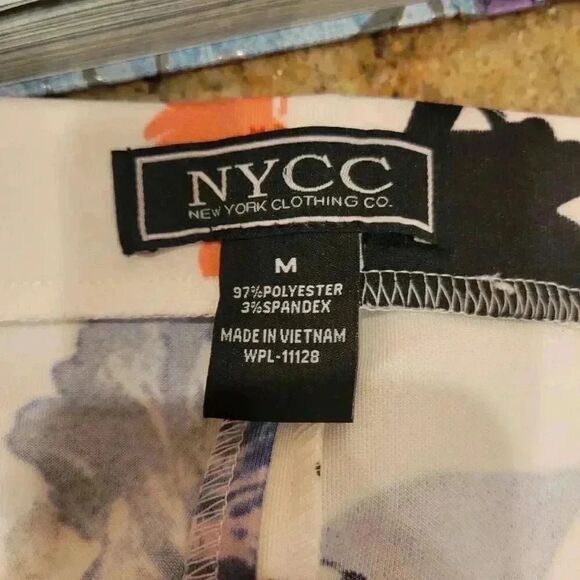 NYCC
NEW YORK CLOTHING CO.
M
97%POLYESTER
3%SPANDEX
MADE IN VIETNAM
WPL-11128